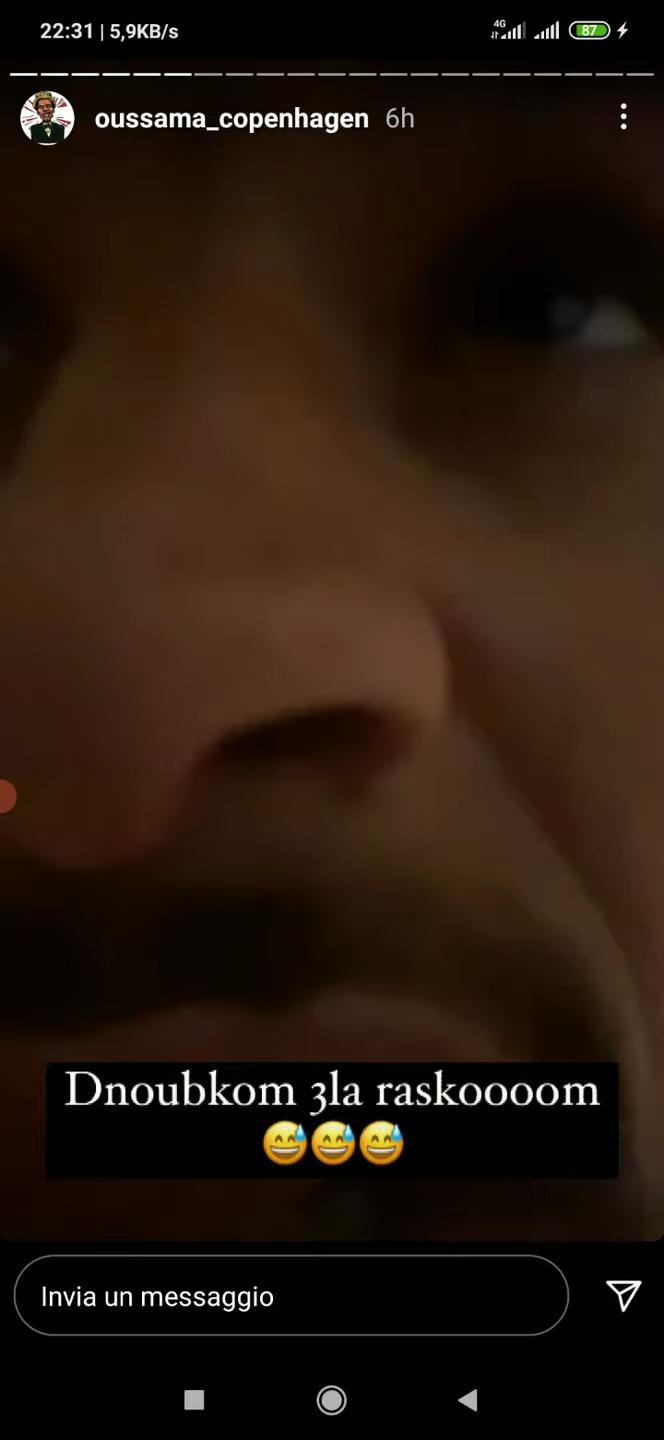 22:31 | 5,9KB/s 4G 87
oussama_copenhagen 6h
Dnoubkom 3la raskoooom
😅😅😅
Invia un messaggio